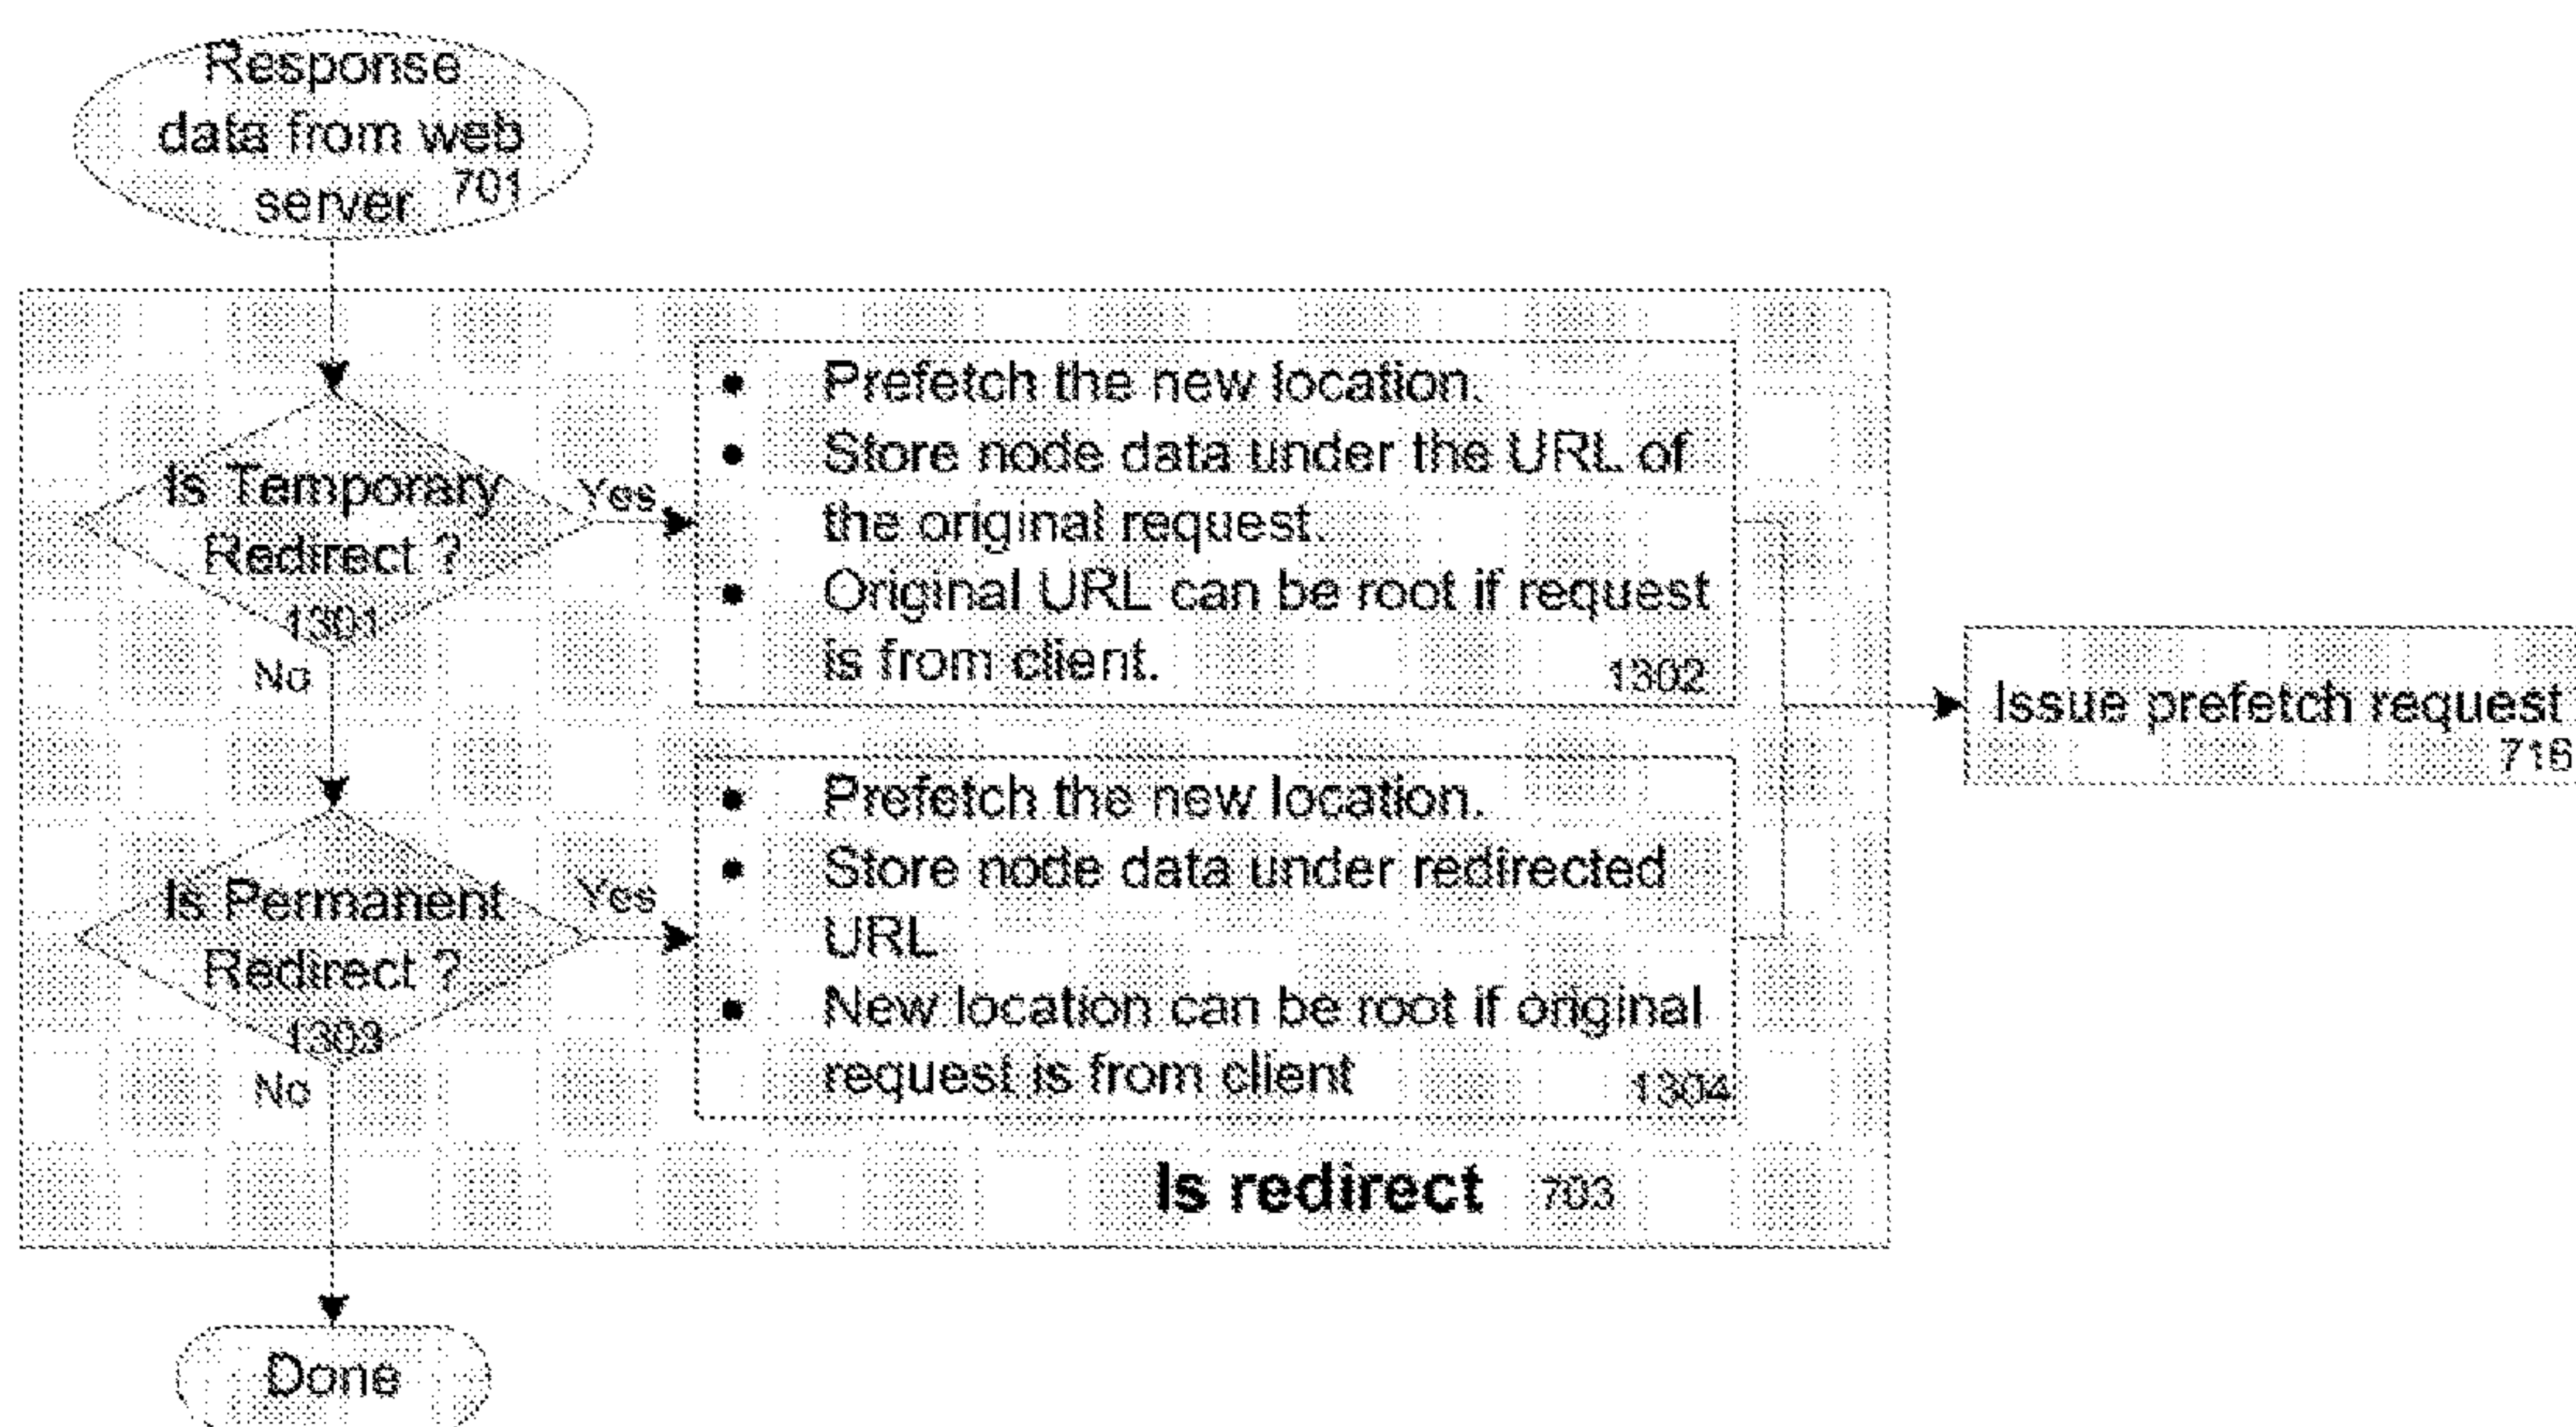 Response
data from web
server 701
Is Temporary
Redirect ?
1301
Yes
No
• Prefetch the new location.
• Store node data under the URL of
the original request.
• Original URL can be root if request
is from client.
1302
Issue prefetch request
716
Is Permanent
Redirect ?
1303
Yes
No
• Prefetch the new location.
• Store node data under redirected
URL
• New location can be root if original
request is from client
1304
Is redirect 703
Done